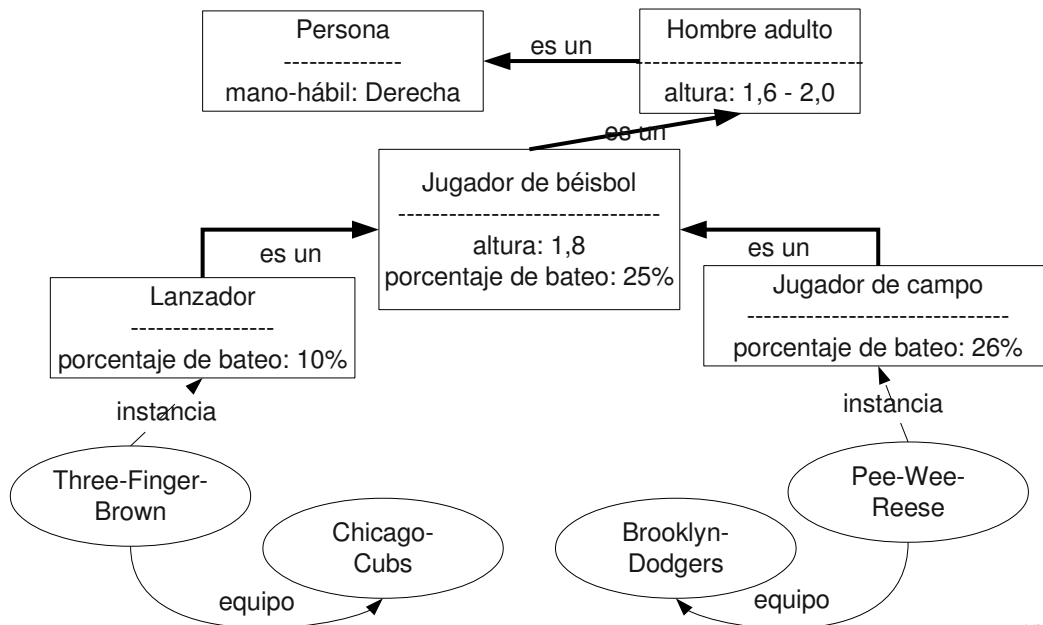 Persona
--------------
mano-hábil: Derecha
es un
Hombre adulto
---------------------------
altura: 1,6 - 2,0
es un
Jugador de béisbol
-------------------------------
altura: 1,8
porcentaje de bateo: 25%
es un
es un
Lanzador
-----------------
porcentaje de bateo: 10%
Jugador de campo
-------------------------------
porcentaje de bateo: 26%
instancia
instancia
Three-Finger-
Brown
Chicago-
Cubs
Brooklyn-
Dodgers
Pee-Wee-
Reese
equipo
equipo